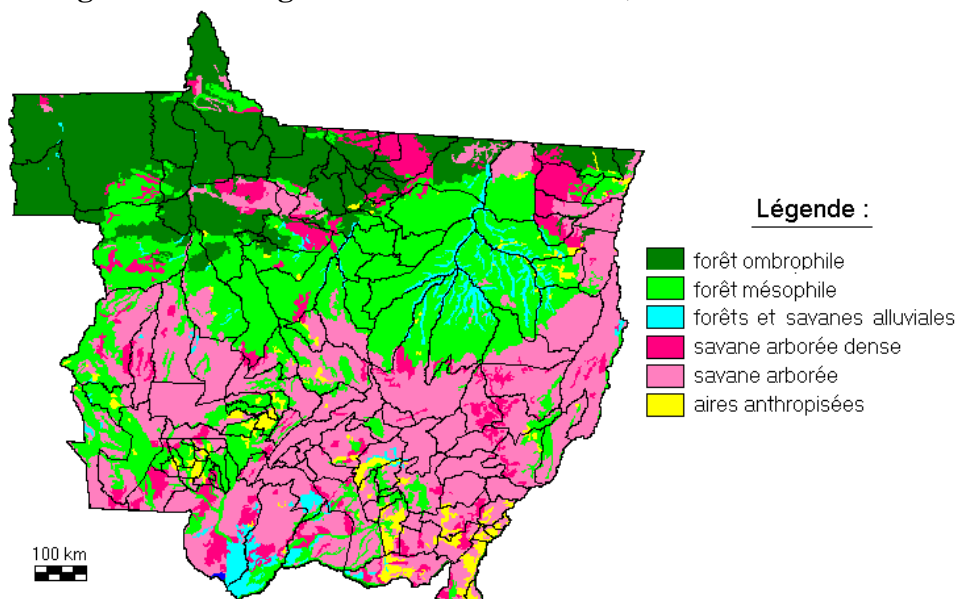 Légende :
forêt ombrophile
forêt mésophile
forêts et savanes alluviales
savane arborée dense
savane arborée
aires anthropisées
100 km